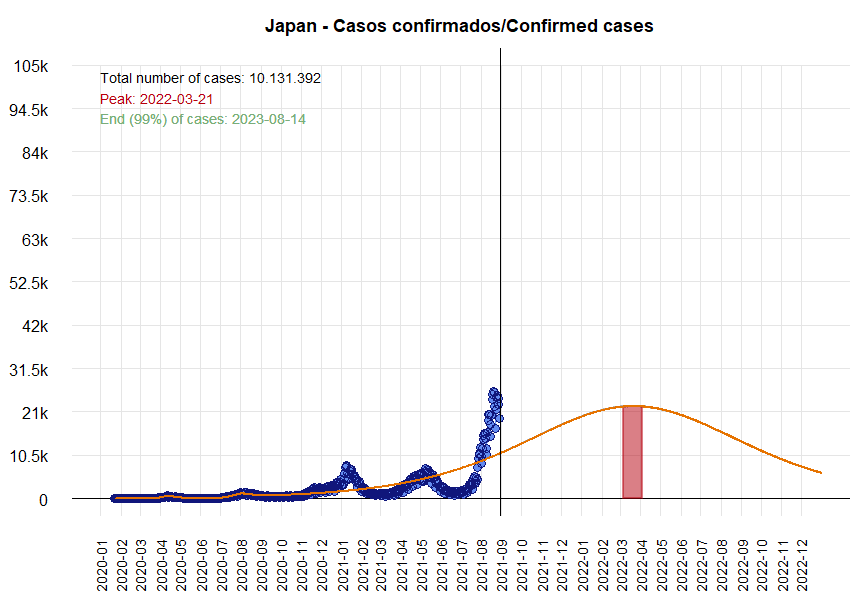 Japan - Casos confirmados/Confirmed cases
Total number of cases: 10.131.392
Peak: 2022-03-21
End (99%) of cases: 2023-08-14
105k
94.5k
84k
73.5k
63k
52.5k
42k
31.5k
21k
10.5k
0
2020-01
2020-02
2020-03
2020-04
2020-05
2020-06
2020-07
2020-08
2020-09
2020-10
2020-11
2020-12
2021-01
2021-02
2021-03
2021-04
2021-05
2021-06
2021-07
2021-08
2021-09
2021-10
2021-11
2021-12
2022-01
2022-02
2022-03
2022-04
2022-05
2022-06
2022-07
2022-08
2022-09
2022-10
2022-11
2022-12